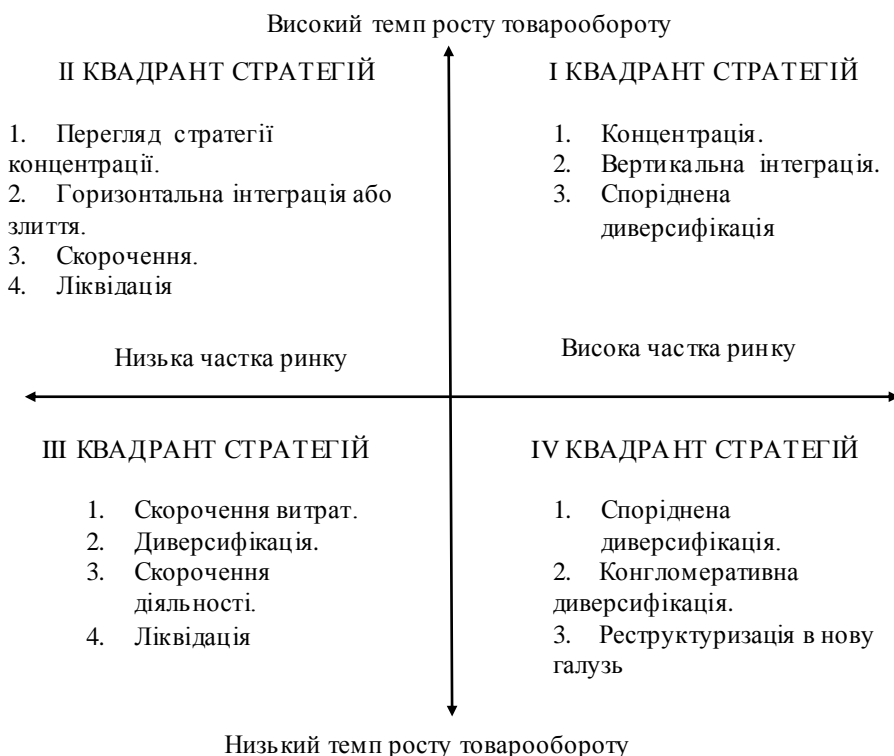 Високий темп росту товарообороту
ІІ КВАДРАНТ СТРАТЕГІЙ
1. Перегляд стратегії
концентрації.
2. Горизонтальна інтеграція або
злиття.
3. Скорочення.
4. Ліквідація
І КВАДРАНТ СТРАТЕГІЙ
1. Концентрація.
2. Вертикальна інтеграція.
3. Споріднена
диверсифікація
Низька частка ринку
Висока частка ринку
ІІІ КВАДРАНТ СТРАТЕГІЙ
1. Скорочення витрат.
2. Диверсифікація.
3. Скорочення
діяльності.
4. Ліквідація
IV КВАДРАНТ СТРАТЕГІЙ
1. Споріднена
диверсифікація.
2. Конгломеративна
диверсифікація.
3. Реструктуризація в нову
галузь
Низький темп росту товарообороту